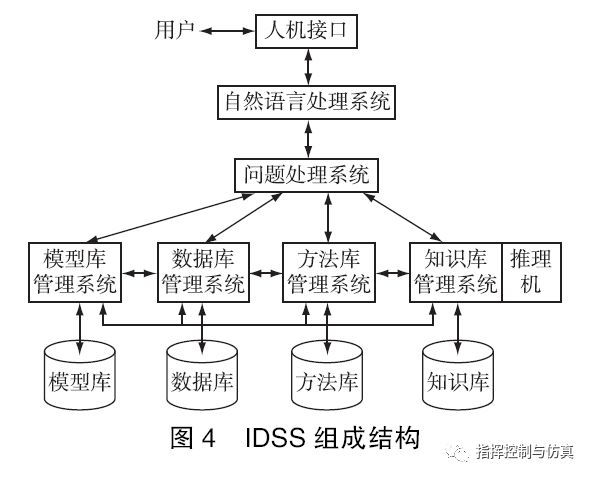 用户
人机接口
自然语言处理系统
问题处理系统
模型库
管理系统
数据库
管理系统
方法库
管理系统
知识库
管理系统
推理
机
模型库
数据库
方法库
知识库
图 4 IDSS 组成结构
指挥控制与仿真